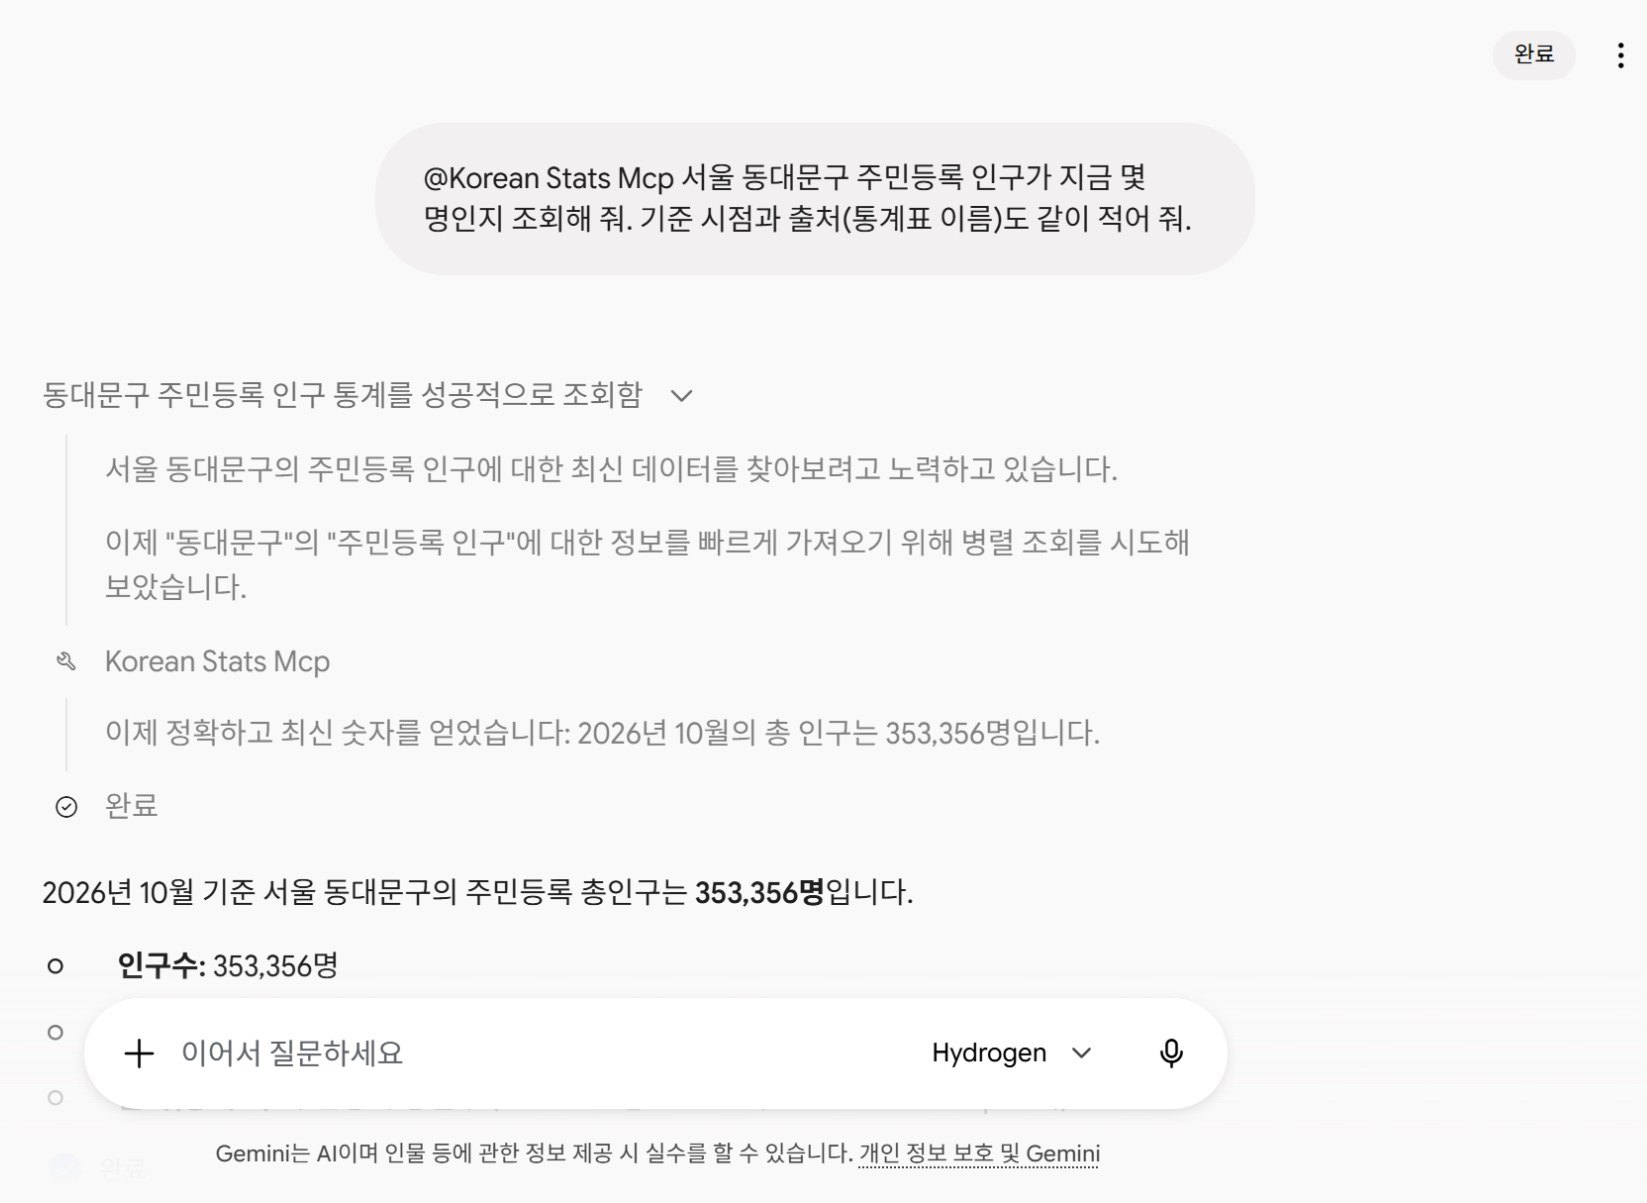 완료
@Korean Stats Mcp 서울 동대문구 주민등록 인구가 지금 몇
명인지 조회해 줘. 기준 시점과 출처(통계표 이름)도 같이 적어 줘.
동대문구 주민등록 인구 통계를 성공적으로 조회함
서울 동대문구의 주민등록 인구에 대한 최신 데이터를 찾아보려고 노력하고 있습니다.
이제 "동대문구"의 "주민등록 인구"에 대한 정보를 빠르게 가져오기 위해 병렬 조회를 시도해
보았습니다.
Korean Stats Mcp
이제 정확하고 최신 숫자를 얻었습니다: 2026년 10월의 총 인구는 353,356명입니다.
완료
2026년 10월 기준 서울 동대문구의 주민등록 총인구는 353,356명입니다.
인구수: 353,356명
이어서 질문하세요
Hydrogen
Gemini는 AI이며 인물 등에 관한 정보 제공 시 실수를 할 수 있습니다. 개인 정보 보호 및 Gemini
완료